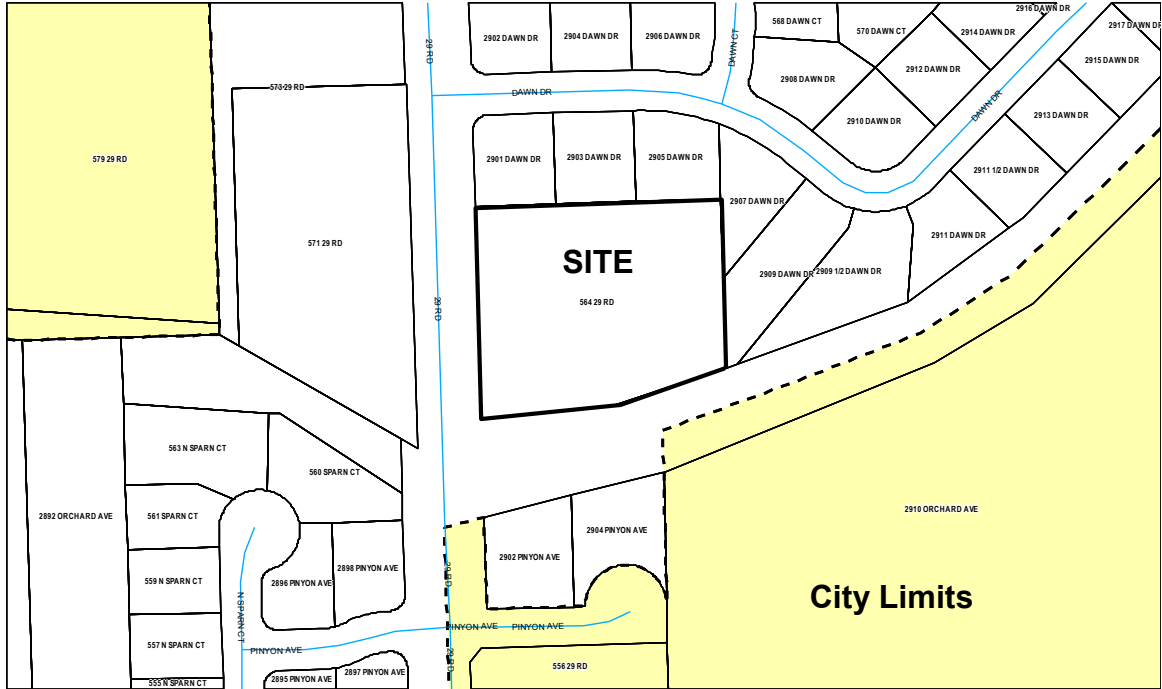 2916 DAWN DR
568 DAWN CT
2917 DAWN DR
570 DAWN CT
2914 DAWN DR
2902 DAWN DR
2904 DAWN DR
2906 DAWN DR
29 RD
DAWN CT
2915 DAWN DR
2912 DAWN DR
2908 DAWN DR
573 29 RD
DAWN DR
DAWN DR
2913 DAWN DR
2910 DAWN DR
579 29 RD
2901 DAWN DR
2903 DAWN DR
2905 DAWN DR
2911 1/2 DAWN DR
2907 DAWN DR
571 29 RD
2911 DAWN DR
SITE
2909 DAWN DR
2909 1/2 DAWN DR
564 29 RD
29 RD
563 N SPARN CT
560 SPARN CT
2892 ORCHARD AVE
561 SPARN CT
2910 ORCHARD AVE
2904 PINYON AVE
2902 PINYON AVE
2898 PINYON AVE
559 N SPARN CT
2896 PINYON AVE
29 RD
City Limits
N SPARN CT
PINYON AVE
PINYON AVE
557 N SPARN CT
PINYON AVE
29 RD
556 29 RD
2897 PINYON AVE
2895 PINYON AVE
555 N SPARN CT